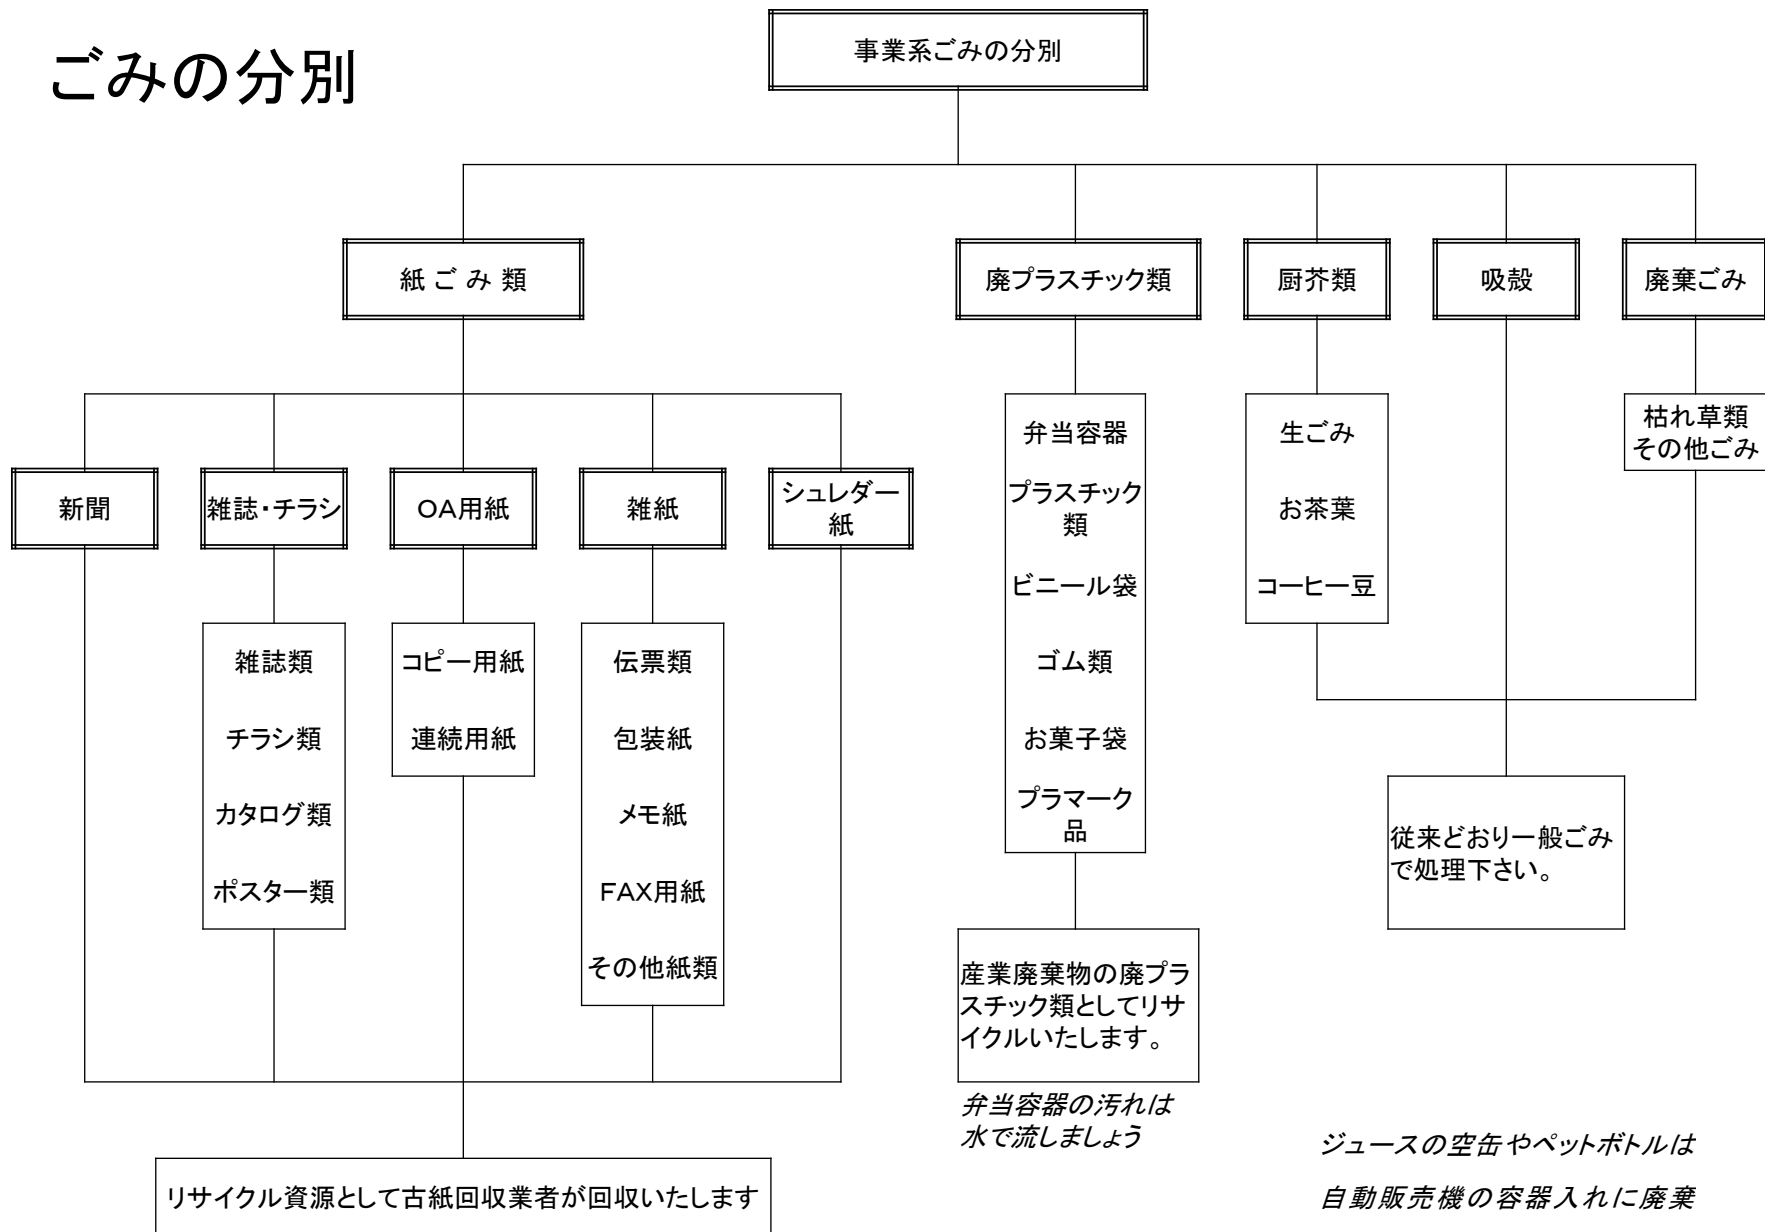 ごみの分別
事業系ごみの分別
紙 ご み 類
廃プラスチック類
厨芥類
吸殻
廃棄ごみ
新聞
雑誌・チラシ
OA用紙
雑紙
シュレダー
紙
雑誌類
チラシ類
カタログ類
ポスター類
コピー用紙
連続用紙
伝票類
包装紙
メモ紙
FAX用紙
その他紙類
弁当容器
プラスチック
類
ビニール袋
ゴム類
お菓子袋
プラマーク
品
生ごみ
お茶葉
コーヒー豆
枯れ草類
その他ごみ
従来どおり一般ごみ
で処理下さい。
産業廃棄物の廃プラ
スチック類としてリサ
イクルいたします。
弁当容器の汚れは
水で流しましょう
リサイクル資源として古紙回収業者が回収いたします
ジュースの空缶やペットボトルは
自動販売機の容器入れに廃棄